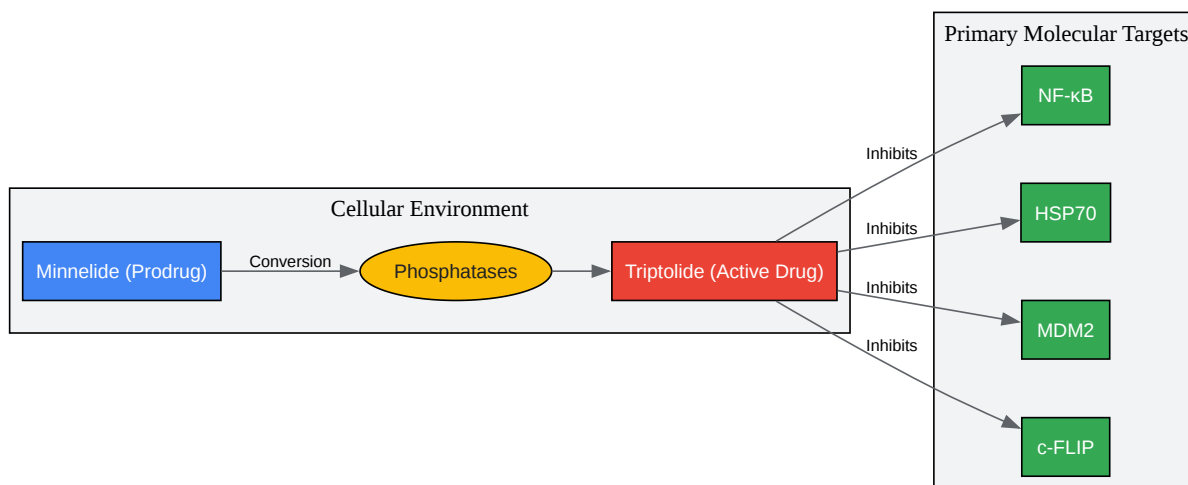 Primary Molecular Targets
NF-κB
Inhibits
HSP70
Cellular Environment
Inhibits
Minnelide (Prodrug)
Conversion
Phosphatases
Triptolide (Active Drug)
Inhibits
MDM2
Inhibits
c-FLIP